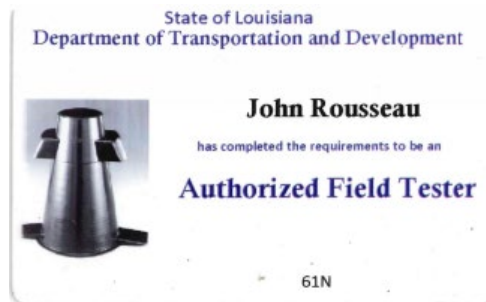 State of Louisiana
Department of Transportation and Development
John Rousseau
has completed the requirements to be an
Authorized Field Tester
61N